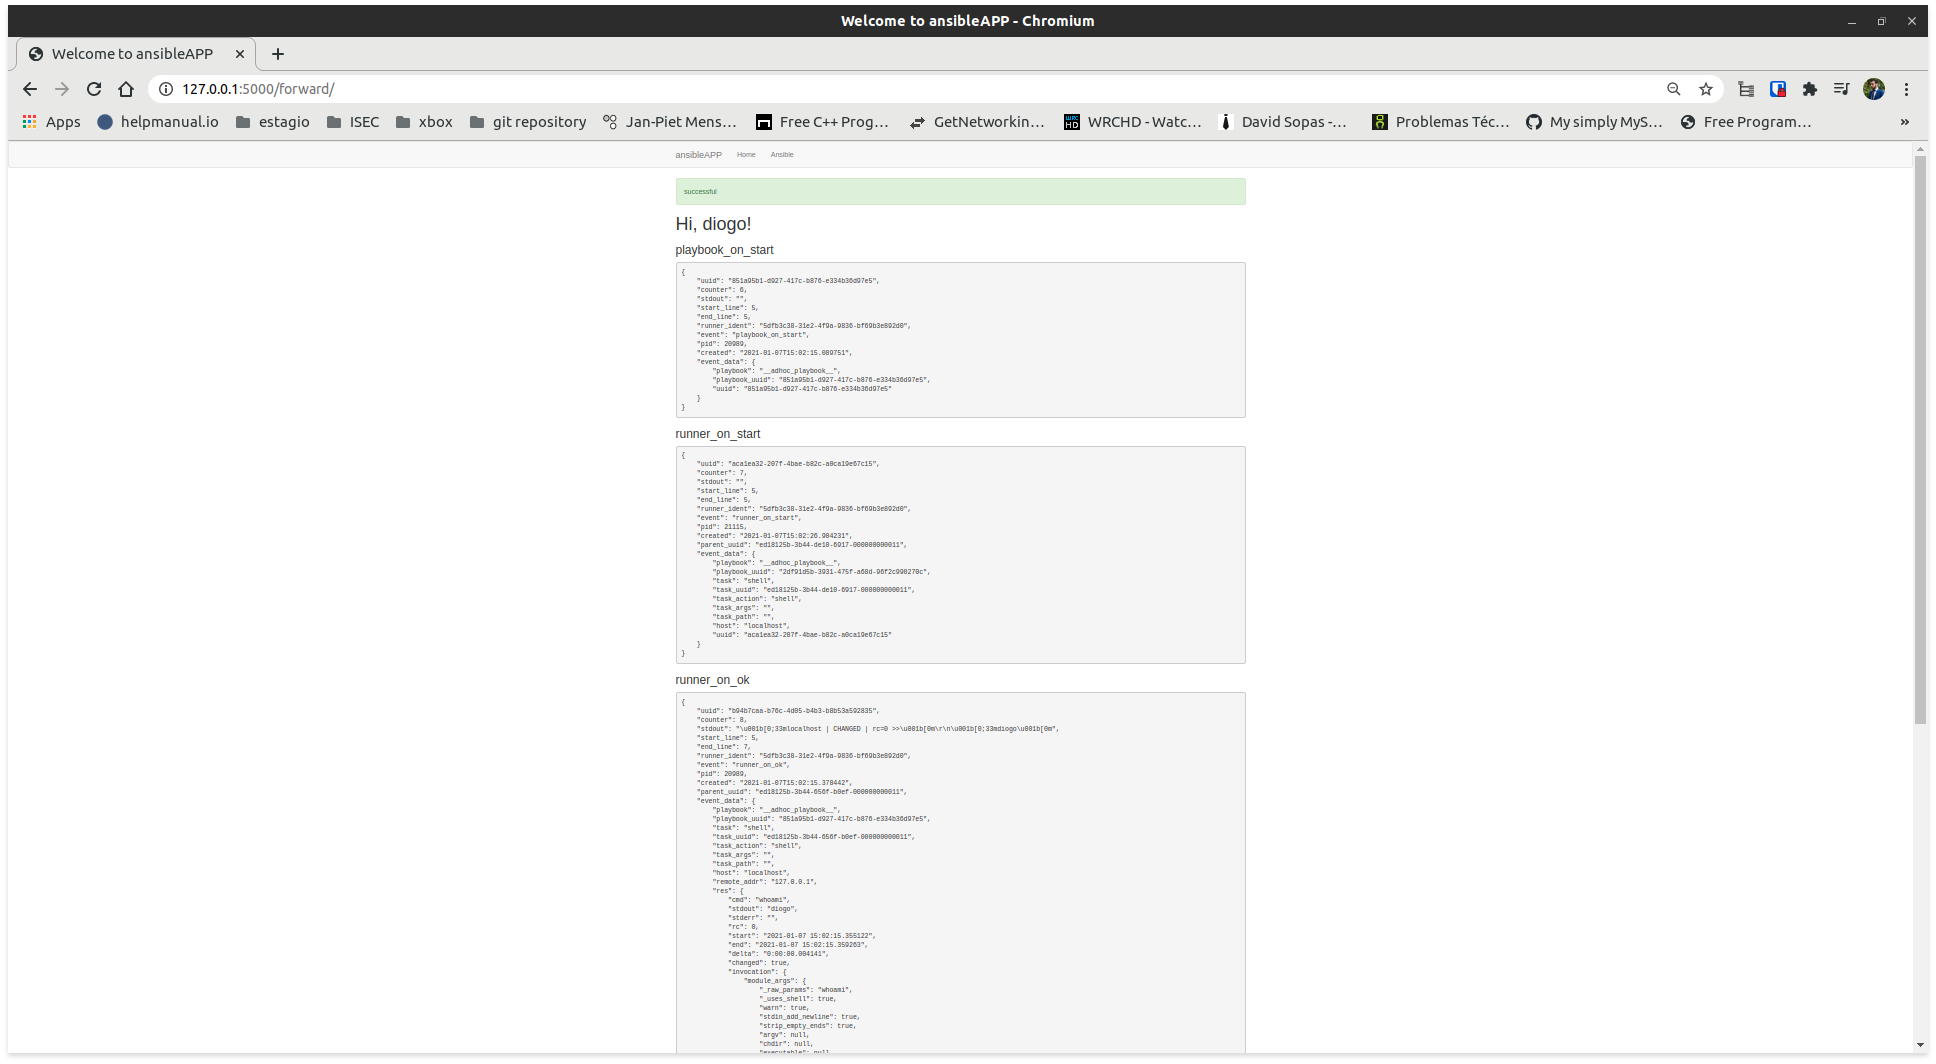 Welcome to ansibleAPP - Chromium
Welcome to ansibleAPP
127.0.0.1:5000/forward/
Apps helpmanual.io estagio ISEC xbox git repository Jan-Piet Mens... Free C++ Prog... GetNetworkin... WRCHD - Watc... David Sopas -... Problemas Téc... My simply MyS... Free Program... »
ansibleAPP Home Ansible
successful
Hi, diogo!
playbook_on_start
{
"uuid": "851a95b1-d927-417c-b876-e334b36d97e5",
"counter": 6,
"stdout": "",
"start_line": 5,
"end_line": 5,
"runner_ident": "5dfb3c38-31e2-4f9a-9836-bf69b3e892d0",
"event": "playbook_on_start",
"pid": 20989,
"created": "2021-01-07T15:02:15.089751",
"event_data": {
"playbook": "__adhoc_playbook__",
"playbook_uuid": "851a95b1-d927-417c-b876-e334b36d97e5",
"uuid": "851a95b1-d927-417c-b876-e334b36d97e5"
}
}
runner_on_start
{
"uuid": "aca1ea32-207f-4bae-b82c-a0ca19e67c15",
"counter": 7,
"stdout": "",
"start_line": 5,
"end_line": 5,
"runner_ident": "5dfb3c38-31e2-4f9a-9836-bf69b3e892d0",
"event": "runner_on_start",
"pid": 21115,
"created": "2021-01-07T15:02:26.904231",
"parent_uuid": "ed18125b-3b44-de10-6917-000000000011",
"event_data": {
"playbook": "__adhoc_playbook__",
"playbook_uuid": "2df91d5b-3931-475f-a68d-96f2c990270c",
"task": "shell",
"task_uuid": "ed18125b-3b44-de10-6917-000000000011",
"task_action": "shell",
"task_args": "",
"task_path": "",
"host": "localhost",
"uuid": "aca1ea32-207f-4bae-b82c-a0ca19e67c15"
}
}
runner_on_ok
{
"uuid": "b94b7caa-b76c-4d05-b4b3-b8b53a592835",
"counter": 8,
"stdout": "\u001b[0;33mlocalhost | CHANGED | rc=0 >>\u001b[0m\r\n\u001b[0;33mdiogo\u001b[0m",
"start_line": 5,
"end_line": 7,
"runner_ident": "5dfb3c38-31e2-4f9a-9836-bf69b3e892d0",
"event": "runner_on_ok",
"pid": 20989,
"created": "2021-01-07T15:02:15.378442",
"parent_uuid": "ed18125b-3b44-656f-b0ef-000000000011",
"event_data": {
"playbook": "__adhoc_playbook__",
"playbook_uuid": "851a95b1-d927-417c-b876-e334b36d97e5",
"task": "shell",
"task_uuid": "ed18125b-3b44-656f-b0ef-000000000011",
"task_action": "shell",
"task_args": "",
"task_path": "",
"host": "localhost",
"remote_addr": "127.0.0.1",
"res": {
"cmd": "whoami",
"stdout": "diogo",
"stderr": "",
"rc": 0,
"start": "2021-01-07 15:02:15.355122",
"end": "2021-01-07 15:02:15.359263",
"delta": "0:00:00.004141",
"changed": true,
"invocation": {
"module_args": {
"_raw_params": "whoami",
"_uses_shell": true,
"warn": true,
"stdin_add_newline": true,
"strip_empty_ends": true,
"argv": null,
"chdir": null,
"executable": null